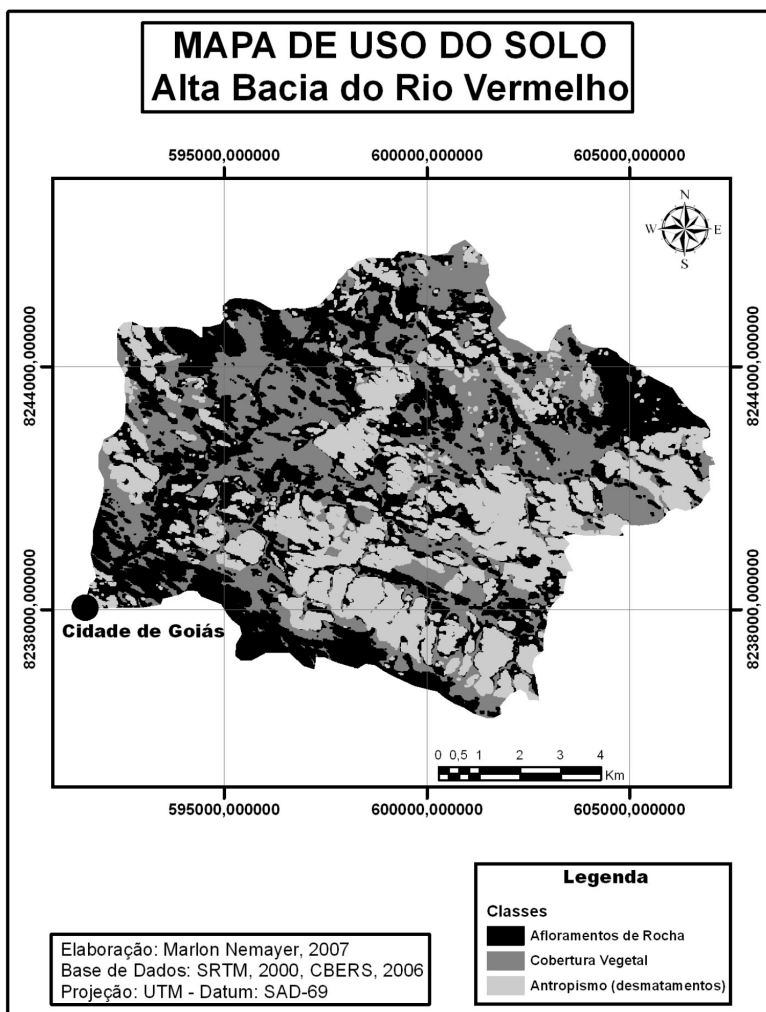 MAPA DE USO DO SOLO
Alta Bacia do Rio Vermelho
595000,000000 600000,000000 605000,000000
N
W E
S
8244000,000000 8244000,000000
8238000,000000 8238000,000000
Cidade de Goiás
0 0,5 1 2 3 4
Km
595000,000000 600000,000000 605000,000000
Legenda
Classes
Afloramentos de Rocha
Cobertura Vegetal
Antropismo (desmatamentos)
Elaboração: Marlon Nemayer, 2007
Base de Dados: SRTM, 2000, CBERS, 2006
Projeção: UTM - Datum: SAD-69